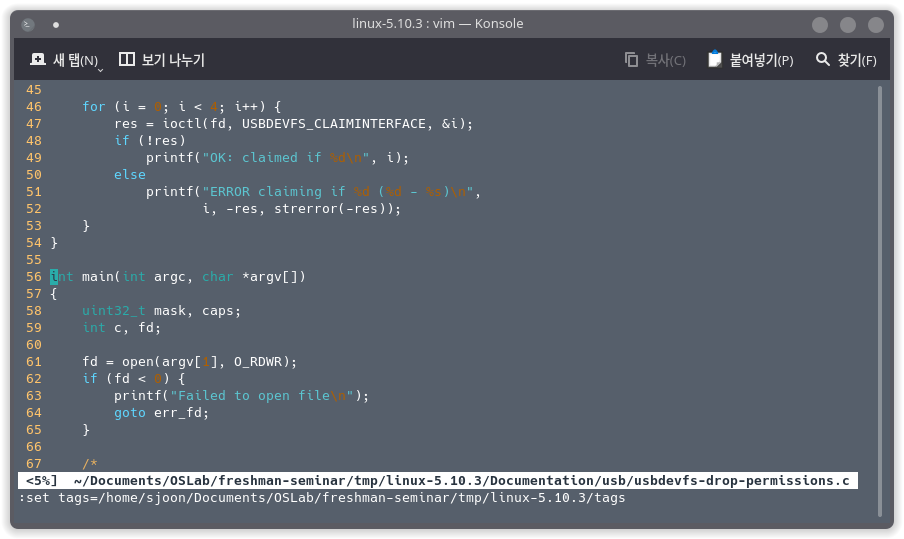 linux-5.10.3 : vim — Konsole
새 탭(N) 보기 나누기 복사(C) 붙여넣기(P) 찾기(F)
45
46     for (i = 0; i < 4; i++) {
47         res = ioctl(fd, USBDEVFS_CLAIMINTERFACE, &i);
48         if (!res)
49             printf("OK: claimed if %d\n", i);
50         else
51             printf("ERROR claiming if %d (%d - %s)\n",
52                    i, -res, strerror(-res));
53     }
54 }
55
56 int main(int argc, char *argv[])
57 {
58     uint32_t mask, caps;
59     int c, fd;
60
61     fd = open(argv[1], O_RDWR);
62     if (fd < 0) {
63         printf("Failed to open file\n");
64         goto err_fd;
65     }
66
67     /*
<5%]  ~/Documents/OSLab/freshman-seminar/tmp/linux-5.10.3/Documentation/usb/usbdevfs-drop-permissions.c
:set tags=/home/sjoon/Documents/OSLab/freshman-seminar/tmp/linux-5.10.3/tags